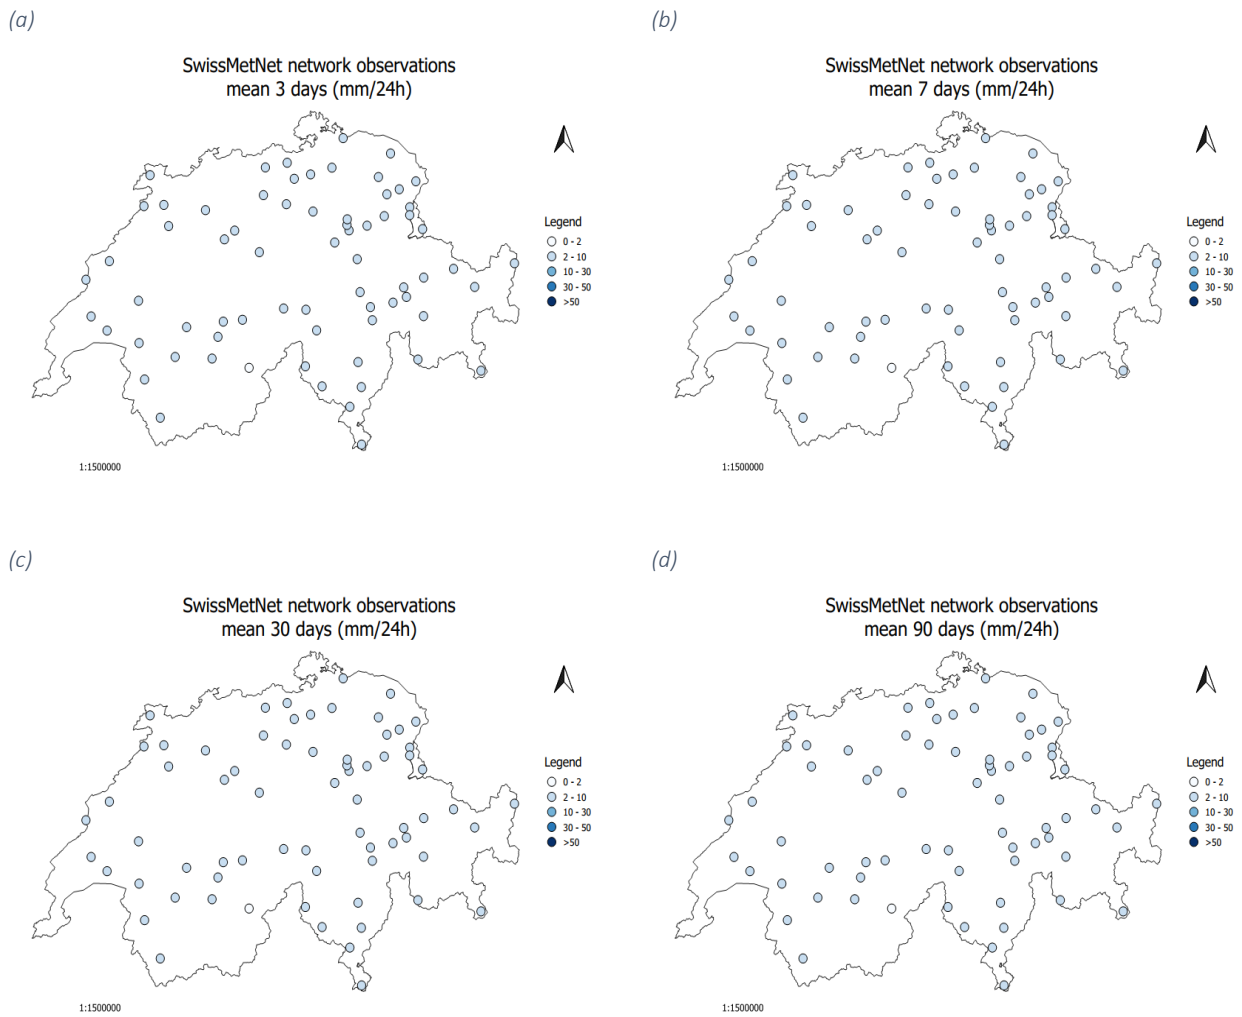 (a)
SwissMetNet network observations
mean 3 days (mm/24h)
Legend
0 - 2
2 - 10
10 - 30
30 - 50
>50
1:1500000
(b)
SwissMetNet network observations
mean 7 days (mm/24h)
Legend
0 - 2
2 - 10
10 - 30
30 - 50
>50
1:1500000
(c)
SwissMetNet network observations
mean 30 days (mm/24h)
Legend
0 - 2
2 - 10
10 - 30
30 - 50
>50
1:1500000
(d)
SwissMetNet network observations
mean 90 days (mm/24h)
Legend
0 - 2
2 - 10
10 - 30
30 - 50
>50
1:1500000